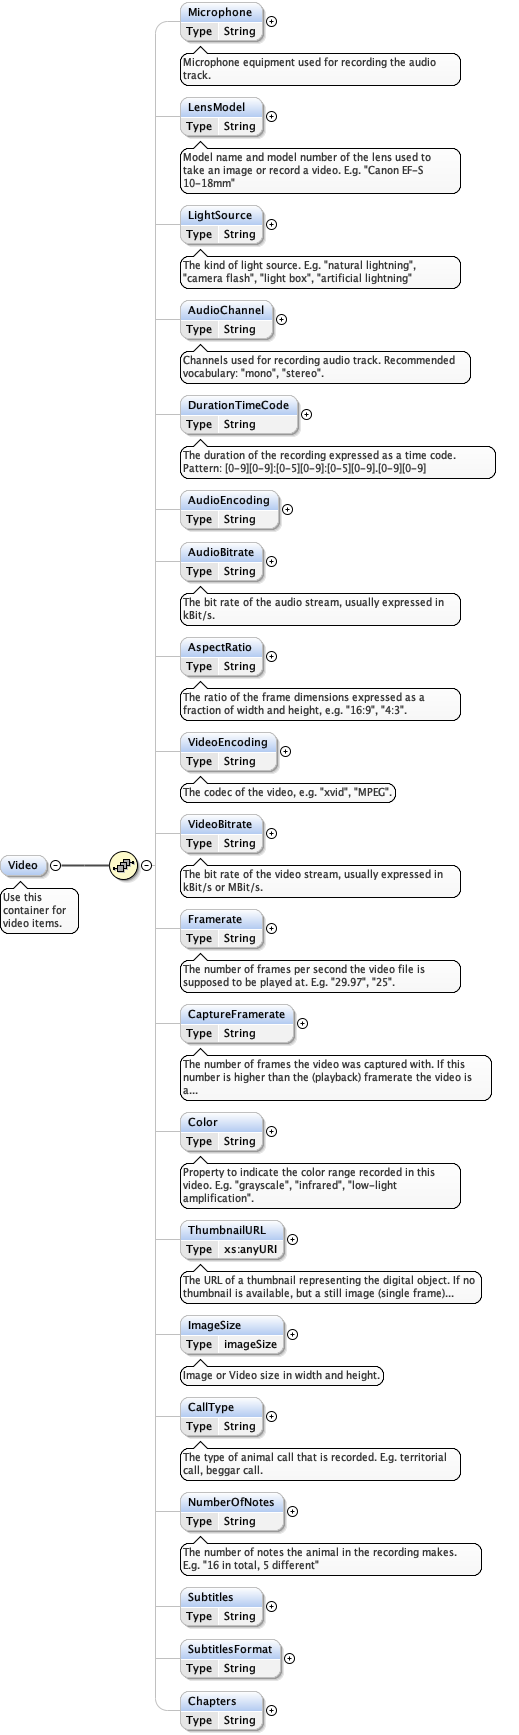 Microphone
Type String
Microphone equipment used for recording the audio
track.
LensModel
Type String
Model name and model number of the lens used to
take an image or record a video. E.g. "Canon EF-S
10-18mm"
LightSource
Type String
The kind of light source. E.g. "natural lightning",
"camera flash", "light box", "artificial lightning"
AudioChannel
Type String
Channels used for recording audio track. Recommended
vocabulary: "mono", "stereo".
DurationTimeCode
Type String
The duration of the recording expressed as a time code.
Pattern: [0-9][0-9]:[0-5][0-9]:[0-5][0-9].[0-9][0-9]
AudioEncoding
Type String
AudioBitrate
Type String
The bit rate of the audio stream, usually expressed in
kBit/s.
AspectRatio
Type String
The ratio of the frame dimensions expressed as a
fraction of width and height, e.g. "16:9", "4:3".
VideoEncoding
Type String
The codec of the video, e.g. "xvid", "MPEG".
VideoBitrate
Type String
Video
The bit rate of the video stream, usually expressed in
kBit/s or MBit/s.
Use this
container for
video items.
Framerate
Type String
The number of frames per second the video file is
supposed to be played at. E.g. "29.97", "25".
CaptureFramerate
Type String
The number of frames the video was captured with. If this
number is higher than the (playback) framerate the video is
a...
Color
Type String
Property to indicate the color range recorded in this
video. E.g. "grayscale", "infrared", "low-light
amplification".
ThumbnailURL
Type xs:anyURI
The URL of a thumbnail representing the digital object. If no
thumbnail is available, but a still image (single frame)...
ImageSize
Type imageSize
Image or Video size in width and height.
CallType
Type String
The type of animal call that is recorded. E.g. territorial
call, beggar call.
NumberOfNotes
Type String
The number of notes the animal in the recording makes.
E.g. "16 in total, 5 different"
Subtitles
Type String
SubtitlesFormat
Type String
Chapters
Type String